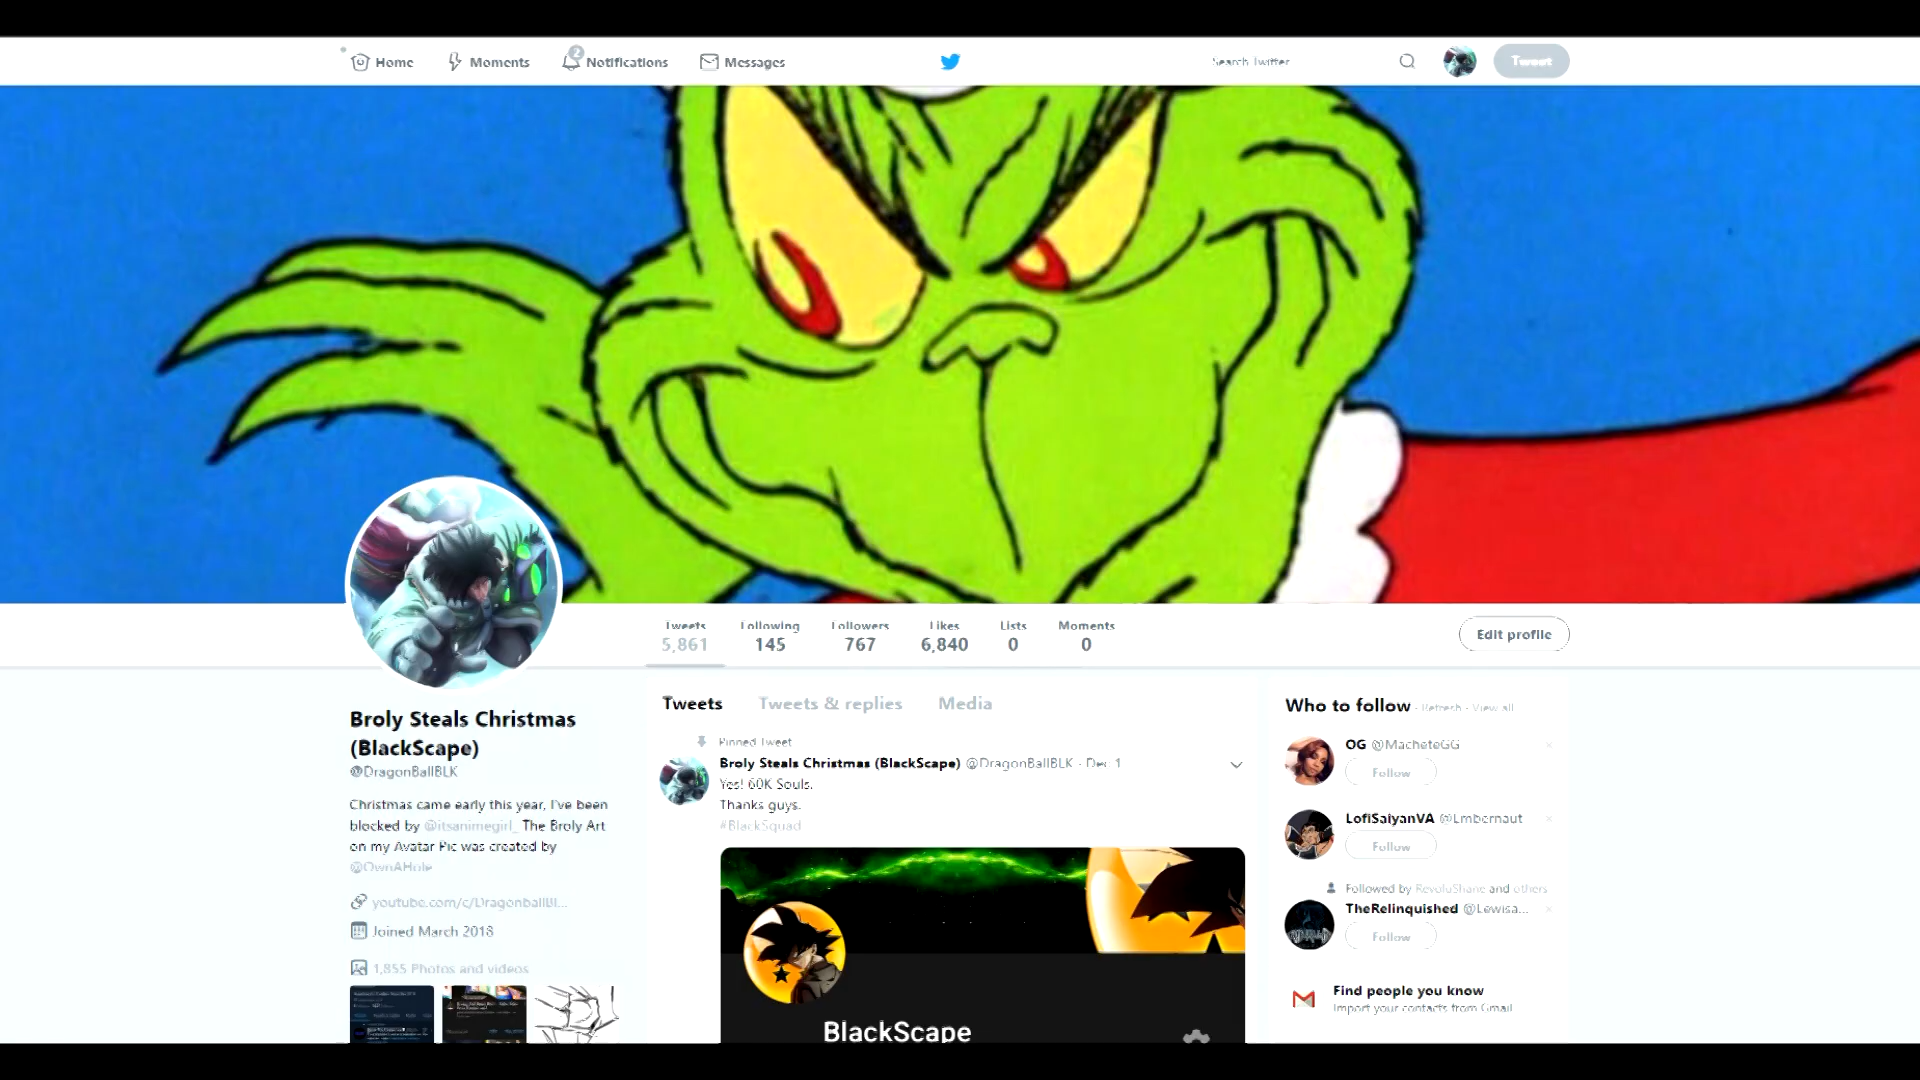 Home Moments 2 Notifications Messages Search Twitter Tweet
Tweets Following Followers Likes Lists Moments
5,861 145 767 6,840 0 0
Edit profile
Broly Steals Christmas
(BlackScape)
@DragonBallBLK
Christmas came early this year, I've been
blocked by @itsanimegirl_ The Broly Art
on my Avatar Pic was created by
@OwnAHole
youtube.com/c/DragonballBl...
Joined March 2018
1,855 Photos and videos
Tweets Tweets & replies Media
Pinned Tweet
Broly Steals Christmas (BlackScape) @DragonBallBLK · Dec 1
Yes! 60K Souls.
Thanks guys.
#BlackSquad
BlackScape
Who to follow · Refresh · View all
OG @MacheteGG ×
Follow
LofiSaiyanVA @Lmbernaut ×
Follow
Followed by RevoluShane and others
TheRelinquished @Lewisa... ×
Follow
Find people you know
Import your contacts from Gmail